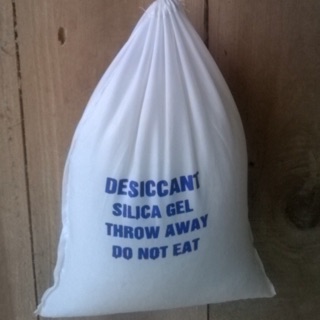 DESICCANT
SILICA GEL
THROW AWAY
DO NOT EAT